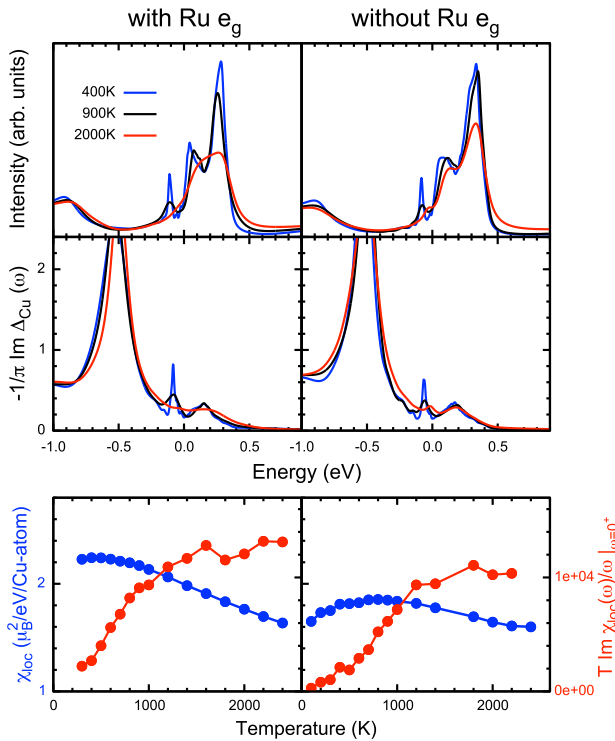 with Ru e_g without Ru e_g
Intensity (arb. units)
400K
900K
2000K
-1/π Im Δ_Cu (ω)
2
1
0
-1.0 -0.5 0.0 0.5 -1.0 -0.5 0.0 0.5
Energy (eV)
χ_loc (μ_B^2/eV/Cu-atom)
2
1
T Im χ_loc(ω)/ω |_ω=0^+
1e+04
0e+00
0 1000 2000 0 1000 2000
Temperature (K)